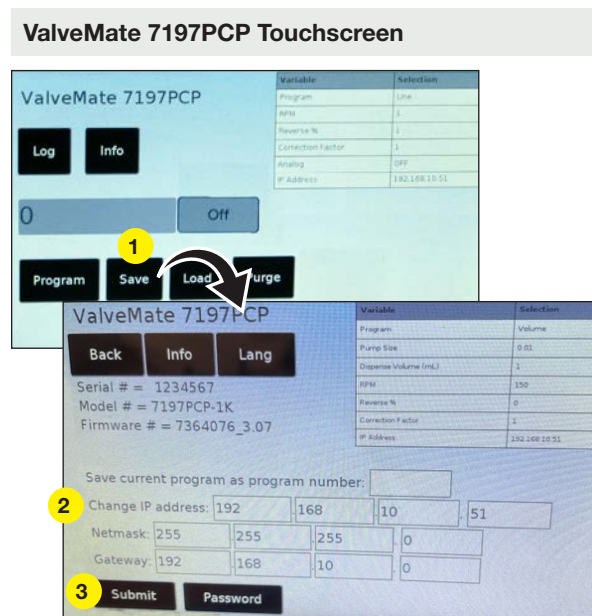 ValveMate 7197PCP Touchscreen
ValveMate 7197PCP
Variable Selection
Program Line
RPM 1
Reverse % 1
Correction Factor 1
Analog OFF
IP Address 192.168.10.51
Log Info
0 Off
1
Program Save Load Purge
ValveMate 7197PCP
Variable Selection
Program Volume
Pump Size 0.01
Dispense Volume (mL) 1
RPM 150
Reverse % 0
Correction Factor 1
IP Address 192.168.10.51
Back Info Lang
Serial # = 1234567
Model # = 7197PCP-1K
Firmware # = 7364076_3.07
Save current program as program number:
2 Change IP address: 192 . 168 . 10 . 51
Netmask: 255 . 255 . 255 . 0
Gateway: 192 . 168 . 10 . 0
3 Submit Password